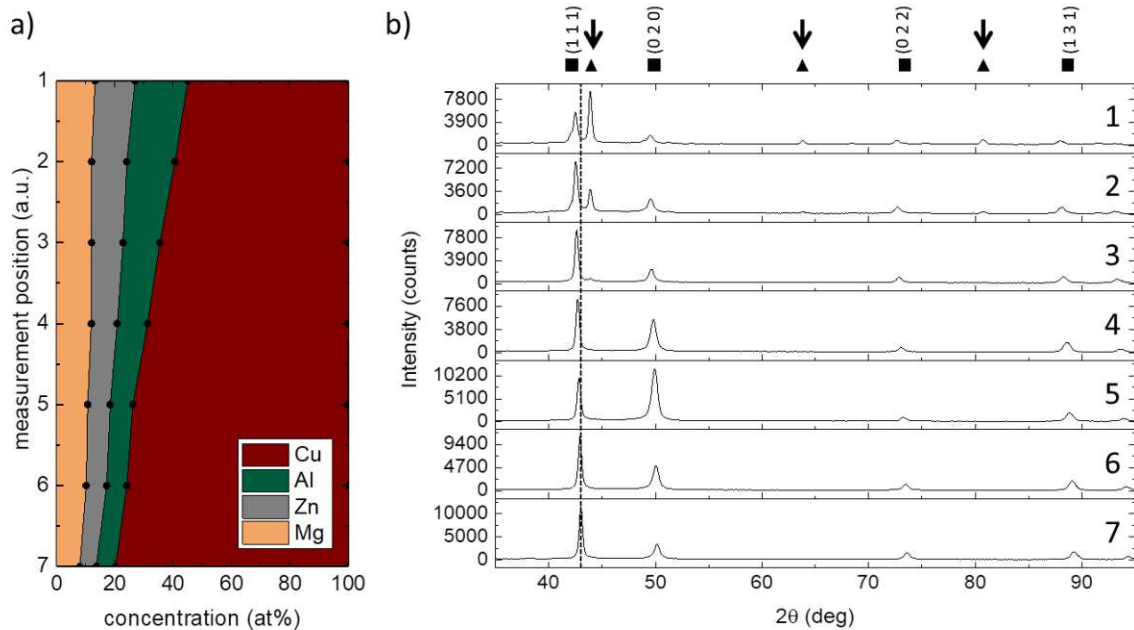 a)
measurement position (a.u.)
1
2
3
4
5
6
7
Cu
Al
Zn
Mg
0 20 40 60 80 100
concentration (at%)
b)
(1 1 1)
(0 2 0)
(0 2 2)
(1 3 1)
Intensity (counts)
7800
3900
0
1
7200
3600
0
2
7800
3900
0
3
7600
3800
0
4
10200
5100
0
5
9400
4700
0
6
10000
5000
0
7
40 50 60 70 80 90
2θ (deg)